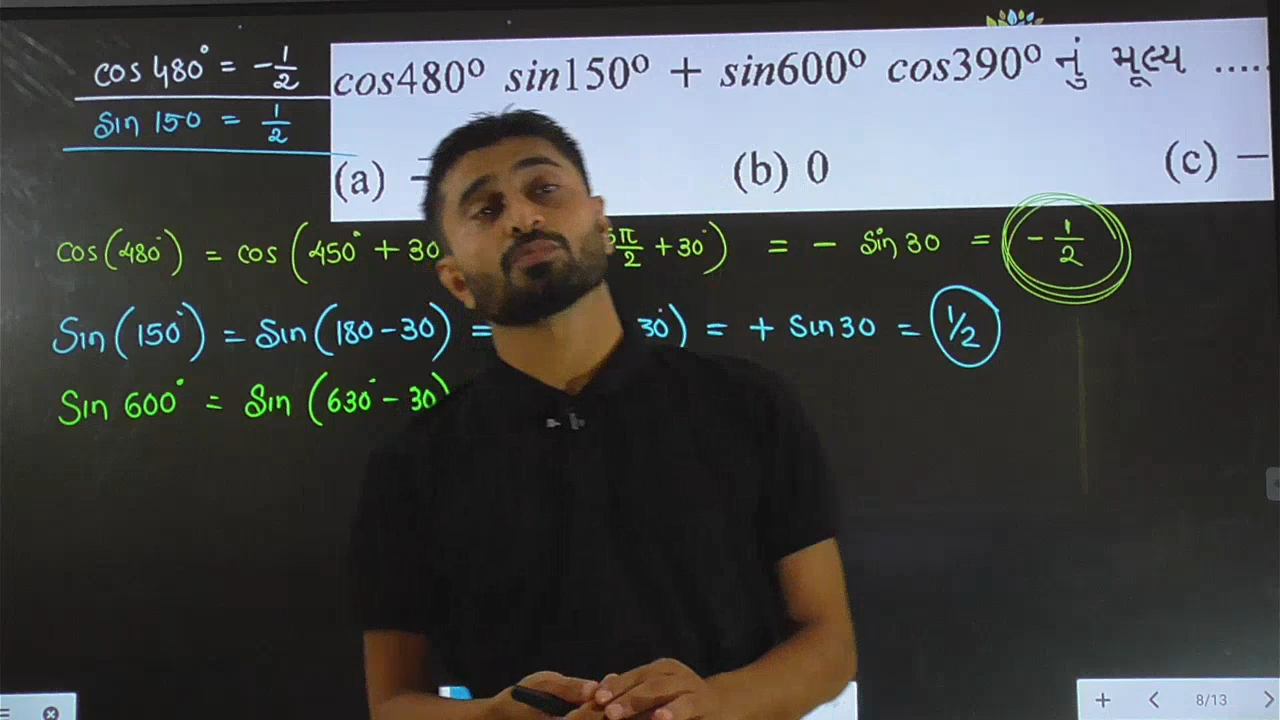 cos 480° = -1/2
sin 150 = 1/2
cos480° sin150° + sin600° cos390° નું મૂલ્ય .....
(a) (b) 0 (c) –
cos(480°) = cos(450° + 30 π/2 + 30°) = - sin 30 = - 1/2
Sin(150°) = Sin(180-30) = 30°) = + Sin 30 = 1/2
Sin 600° = Sin (630° - 30)
8/13